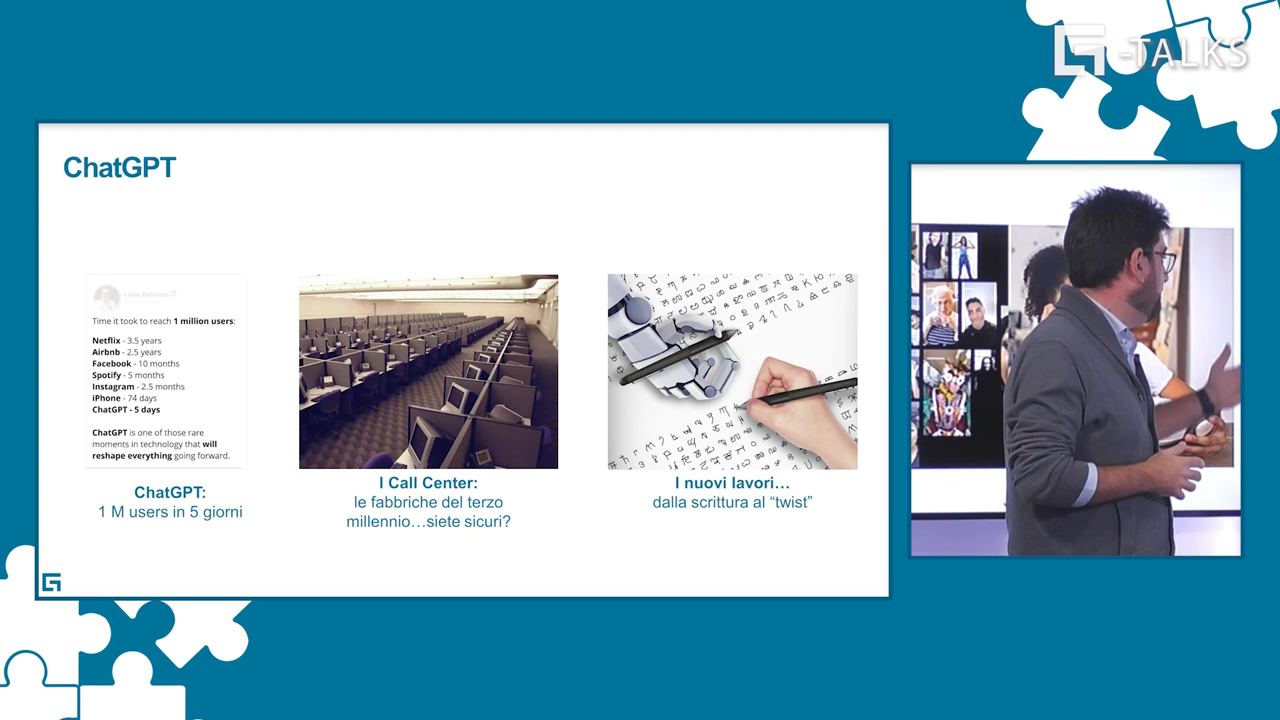 -TALKS
ChatGPT
Time it took to reach 1 million users:
Netflix - 3.5 years
Airbnb - 2.5 years
Facebook - 10 months
Spotify - 5 months
Instagram - 2.5 months
iPhone - 74 days
ChatGPT - 5 days
ChatGPT is one of those rare
moments in technology that will
reshape everything going forward.
ChatGPT:
1 M users in 5 giorni
I Call Center:
le fabbriche del terzo
millennio…siete sicuri?
I nuovi lavori…
dalla scrittura al “twist”